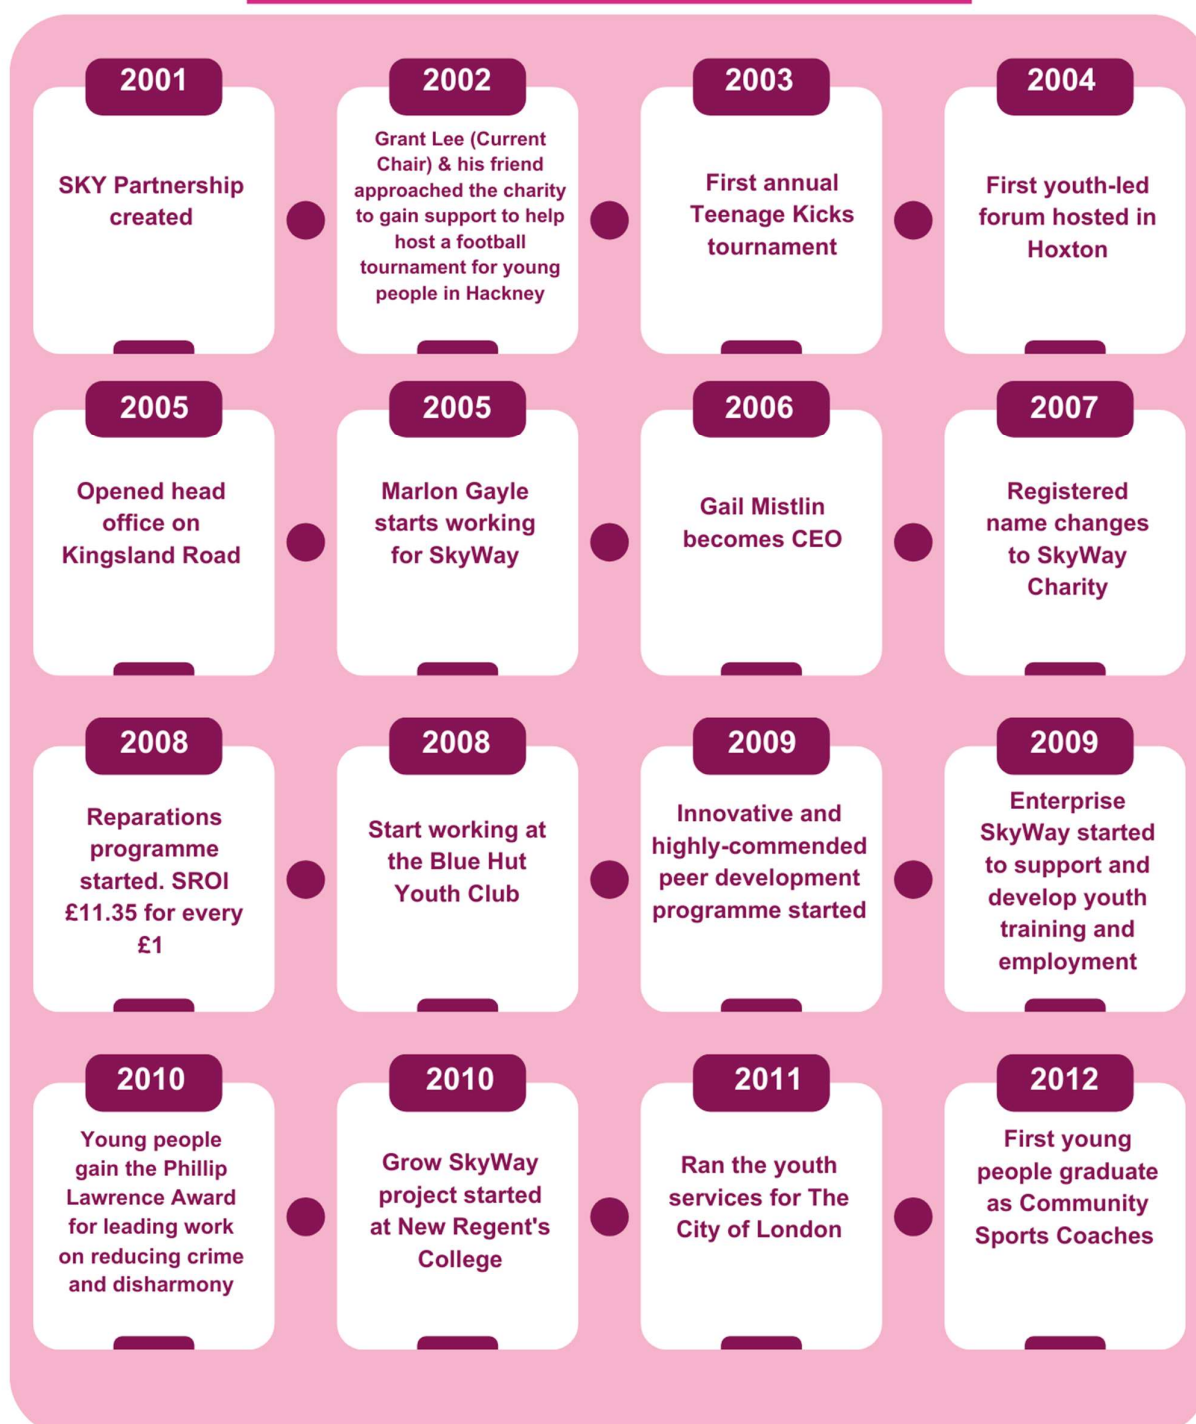 2001
SKY Partnership
created
2002
Grant Lee (Current
Chair) & his friend
approached the charity
to gain support to help
host a football
tournament for young
people in Hackney
2003
First annual
Teenage Kicks
tournament
2004
First youth-led
forum hosted in
Hoxton
2005
Opened head
office on
Kingsland Road
2005
Marlon Gayle
starts working
for SkyWay
2006
Gail Mistlin
becomes CEO
2007
Registered
name changes
to SkyWay
Charity
2008
Reparations
programme
started. SROI
£11.35 for every
£1
2008
Start working at
the Blue Hut
Youth Club
2009
Innovative and
highly-commended
peer development
programme started
2009
Enterprise
SkyWay started
to support and
develop youth
training and
employment
2010
Young people
gain the Phillip
Lawrence Award
for leading work
on reducing crime
and disharmony
2010
Grow SkyWay
project started
at New Regent's
College
2011
Ran the youth
services for The
City of London
2012
First young
people graduate
as Community
Sports Coaches